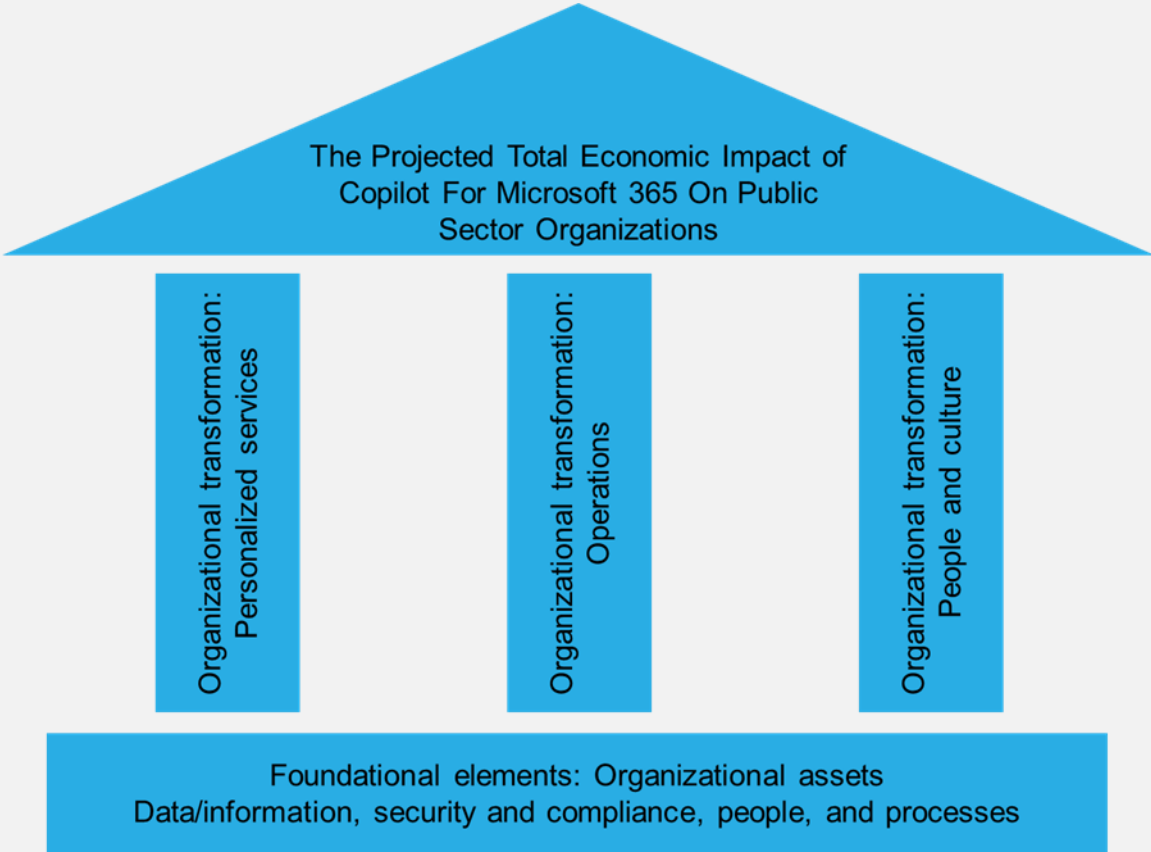 The Projected Total Economic Impact of
Copilot For Microsoft 365 On Public
Sector Organizations
Organizational transformation:
Personalized services
Organizational transformation:
Operations
Organizational transformation:
People and culture
Foundational elements: Organizational assets
Data/information, security and compliance, people, and processes